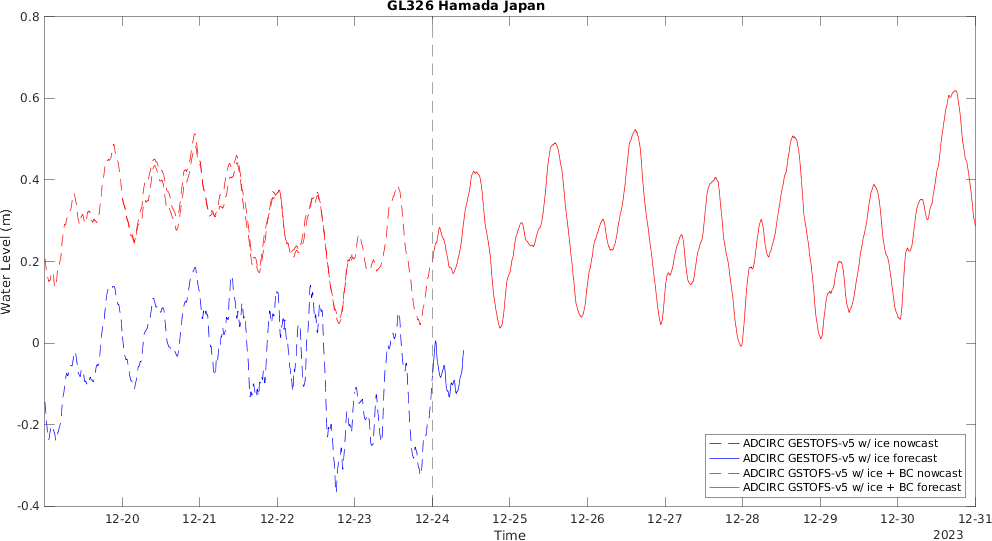 GL326 Hamada Japan
0.8
0.6
0.4
0.2
0
-0.2
-0.4
Water Level (m)
ADCIRC GESTOFS-v5 w/ ice nowcast
ADCIRC GESTOFS-v5 w/ ice forecast
ADCIRC GSTOFS-v5 w/ ice + BC nowcast
ADCIRC GSTOFS-v5 w/ ice + BC forecast
12-20 12-21 12-22 12-23 12-24 12-25 12-26 12-27 12-28 12-29 12-30 12-31
Time
2023